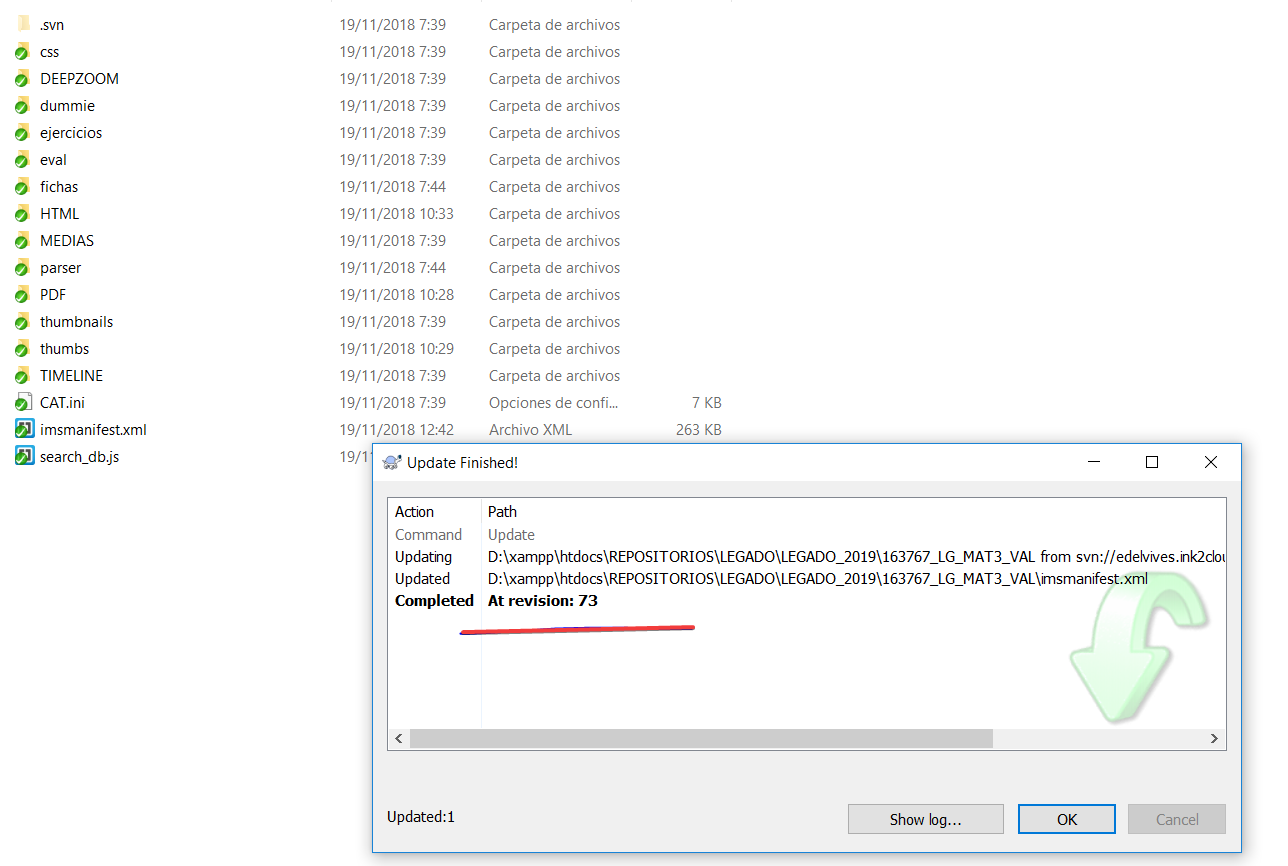 .svn 19/11/2018 7:39 Carpeta de archivos
css 19/11/2018 7:39 Carpeta de archivos
DEEPZOOM 19/11/2018 7:39 Carpeta de archivos
dummie 19/11/2018 7:39 Carpeta de archivos
ejercicios 19/11/2018 7:39 Carpeta de archivos
eval 19/11/2018 7:39 Carpeta de archivos
fichas 19/11/2018 7:44 Carpeta de archivos
HTML 19/11/2018 10:33 Carpeta de archivos
MEDIAS 19/11/2018 7:39 Carpeta de archivos
parser 19/11/2018 7:44 Carpeta de archivos
PDF 19/11/2018 10:28 Carpeta de archivos
thumbnails 19/11/2018 7:39 Carpeta de archivos
thumbs 19/11/2018 10:29 Carpeta de archivos
TIMELINE 19/11/2018 7:39 Carpeta de archivos
CAT.ini 19/11/2018 7:39 Opciones de confi... 7 KB
imsmanifest.xml 19/11/2018 12:42 Archivo XML 263 KB
search_db.js 19/1
Update Finished!
Action Path
Command Update
Updating D:\xampp\htdocs\REPOSITORIOS\LEGADO\LEGADO_2019\163767_LG_MAT3_VAL from svn://edelvives.ink2clou
Updated D:\xampp\htdocs\REPOSITORIOS\LEGADO\LEGADO_2019\163767_LG_MAT3_VAL\imsmanifest.xml
Completed At revision: 73
Updated:1
Show log...
OK
Cancel